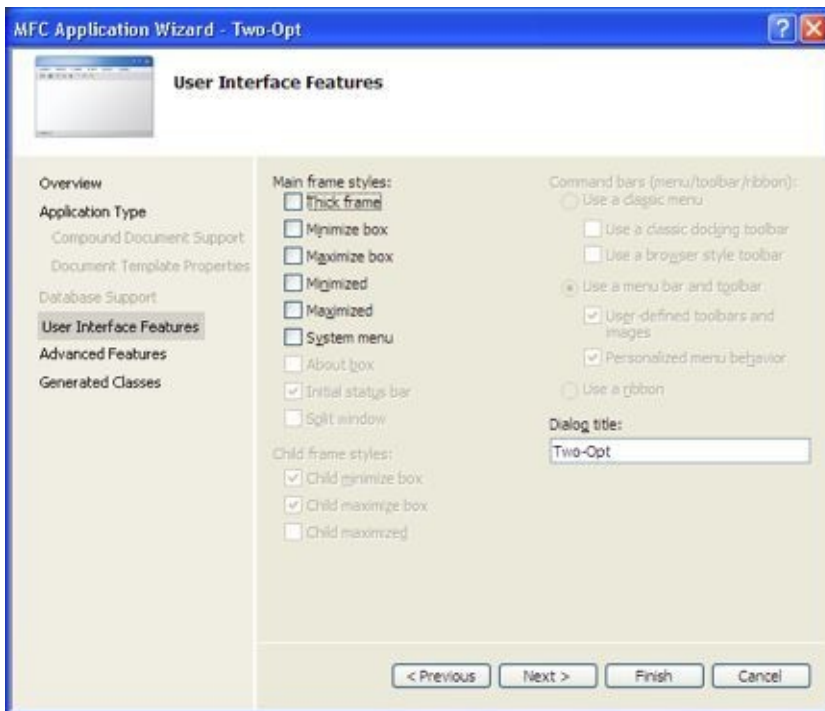 MFC Application Wizard - Two-Opt
User Interface Features
Overview
Application Type
Compound Document Support
Document Template Properties
Database Support
User Interface Features
Advanced Features
Generated Classes
Main frame styles:
Thick frame
Minimize box
Maximize box
Minimized
Maximized
System menu
About box
Initial status bar
Split window
Child frame styles:
Child minimize box
Child maximize box
Child maximized
Command bars (menu/toolbar/ribbon):
Use a classic menu
Use a classic docking toolbar
Use a browser style toolbar
Use a menu bar and toolbar
User-defined toolbars and
images
Personalized menu behavior
Use a ribbon
Dialog title:
Two-Opt
< Previous
Next >
Finish
Cancel